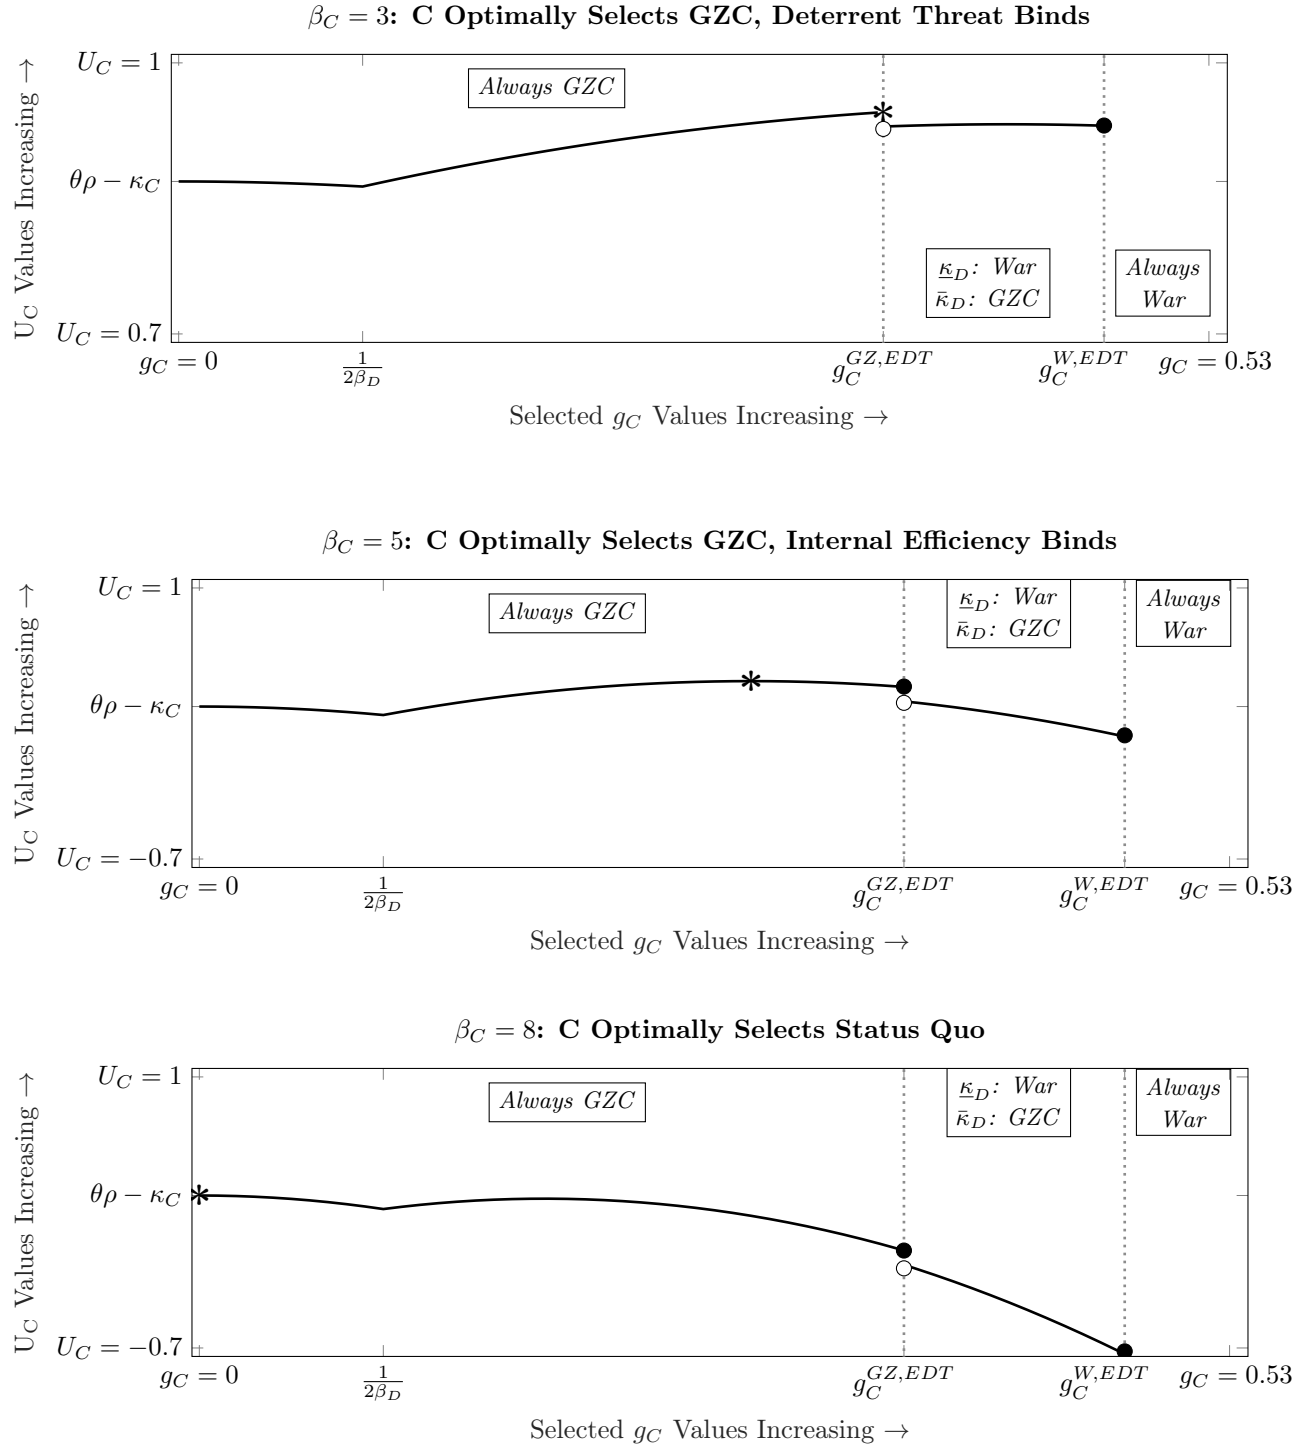 β_C = 3: C Optimally Selects GZC, Deterrent Threat Binds
U_C Values Increasing →
U_C = 1
θρ − κ_C
U_C = 0.7
Always GZC
κ̲_D: War
κ̄_D: GZC
Always
War
g_C = 0
1/(2β_D)
g_C^{GZ,EDT}
g_C^{W,EDT}
g_C = 0.53
Selected g_C Values Increasing →
β_C = 5: C Optimally Selects GZC, Internal Efficiency Binds
U_C Values Increasing →
U_C = 1
θρ − κ_C
U_C = −0.7
Always GZC
κ̲_D: War
κ̄_D: GZC
Always
War
g_C = 0
1/(2β_D)
g_C^{GZ,EDT}
g_C^{W,EDT}
g_C = 0.53
Selected g_C Values Increasing →
β_C = 8: C Optimally Selects Status Quo
U_C Values Increasing →
U_C = 1
θρ − κ_C
U_C = −0.7
Always GZC
κ̲_D: War
κ̄_D: GZC
Always
War
g_C = 0
1/(2β_D)
g_C^{GZ,EDT}
g_C^{W,EDT}
g_C = 0.53
Selected g_C Values Increasing →